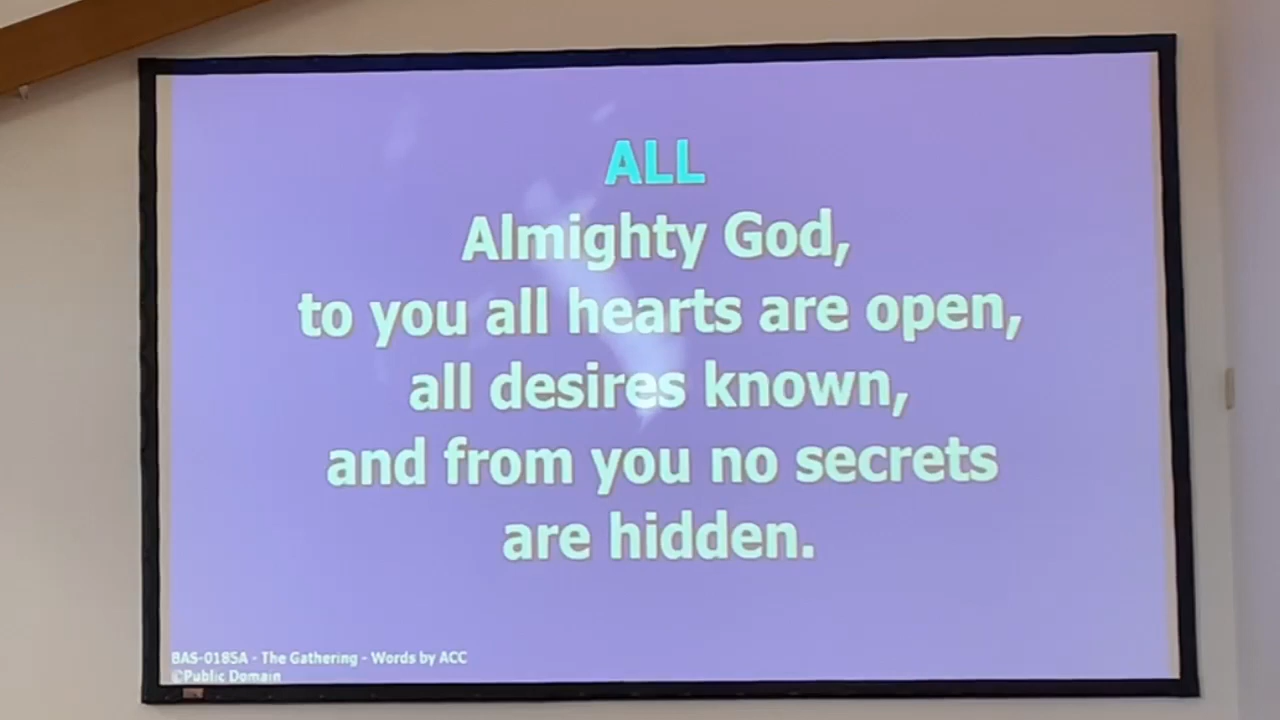 ALL
Almighty God,
to you all hearts are open,
all desires known,
and from you no secrets
are hidden.
BAS-018SA - The Gathering - Words by ACC
©Public Domain